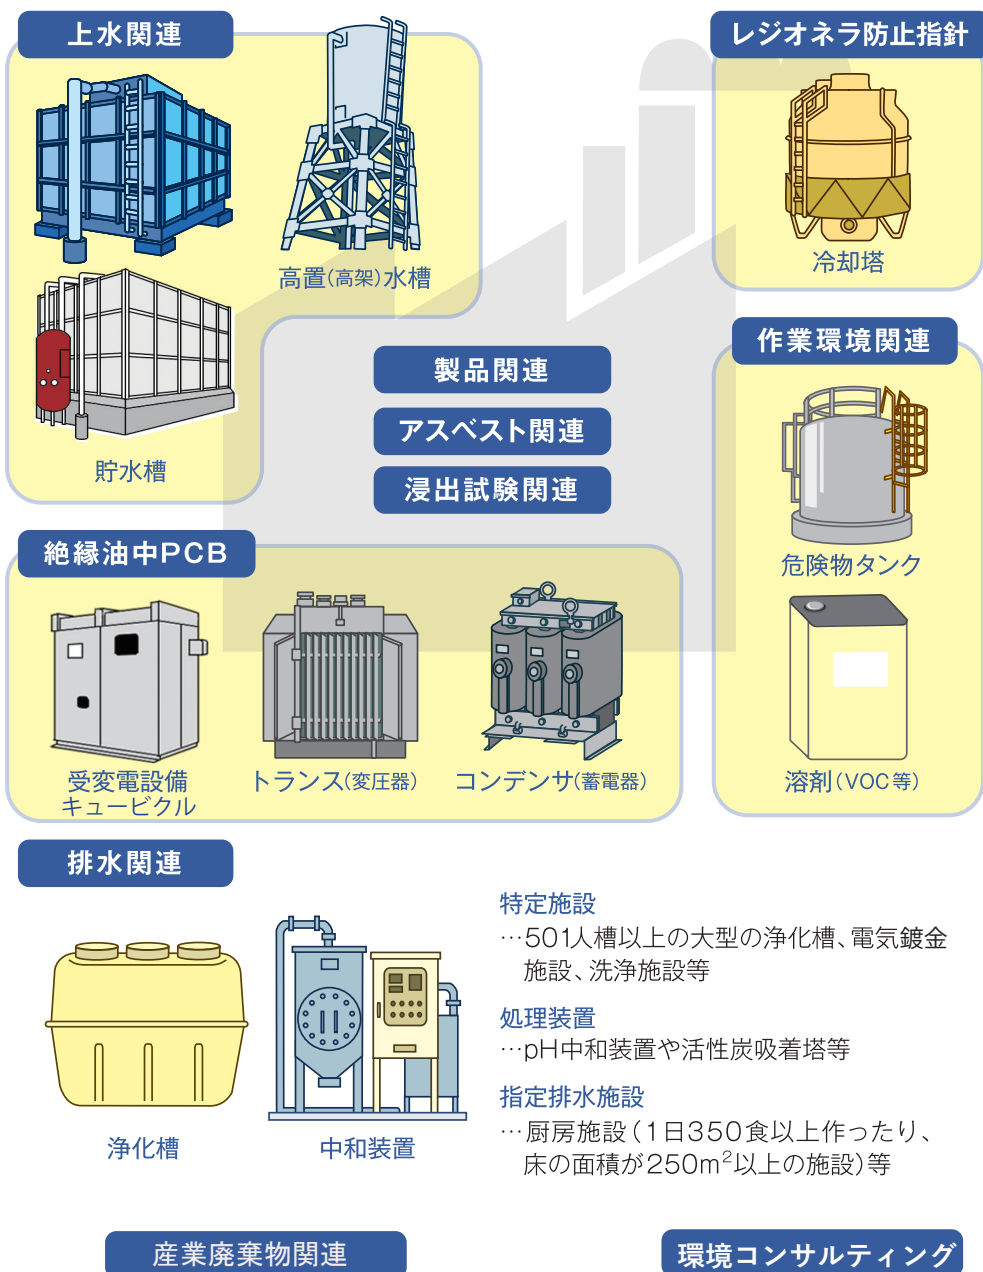 上水関連
高置(高架)水槽
貯水槽
レジオネラ防止指針
冷却塔
製品関連
アスベスト関連
浸出試験関連
作業環境関連
危険物タンク
溶剤(VOC等)
絶縁油中PCB
受変電設備
キュービクル
トランス(変圧器)
コンデンサ(蓄電器)
排水関連
浄化槽
中和装置
特定施設
…501人槽以上の大型の浄化槽、電気鍍金
施設、洗浄施設等
処理装置
…pH中和装置や活性炭吸着塔等
指定排水施設
…厨房施設(1日350食以上作ったり、
床の面積が250m²以上の施設)等
産業廃棄物関連
環境コンサルティング